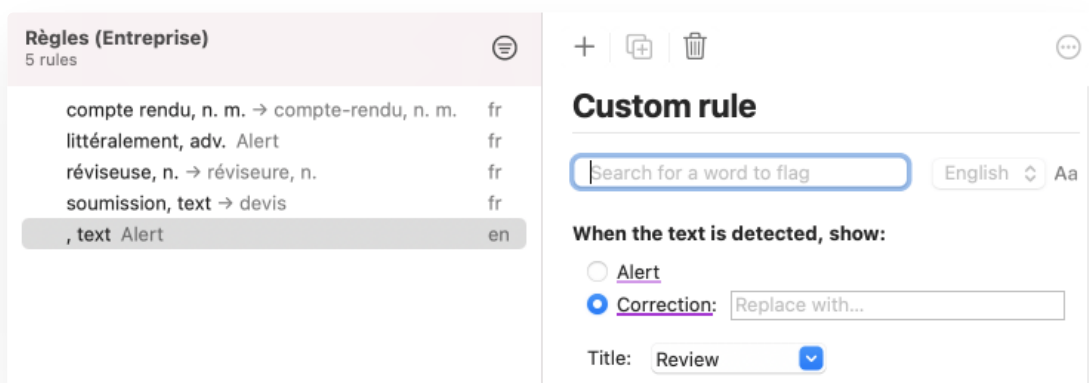 Règles (Entreprise)
5 rules
compte rendu, n. m. → compte-rendu, n. m. fr
littéralement, adv. Alert fr
réviseuse, n. → réviseure, n. fr
soumission, text → devis fr
, text Alert en
Custom rule
Search for a word to flag English Aa
When the text is detected, show:
Alert
Correction: Replace with...
Title: Review